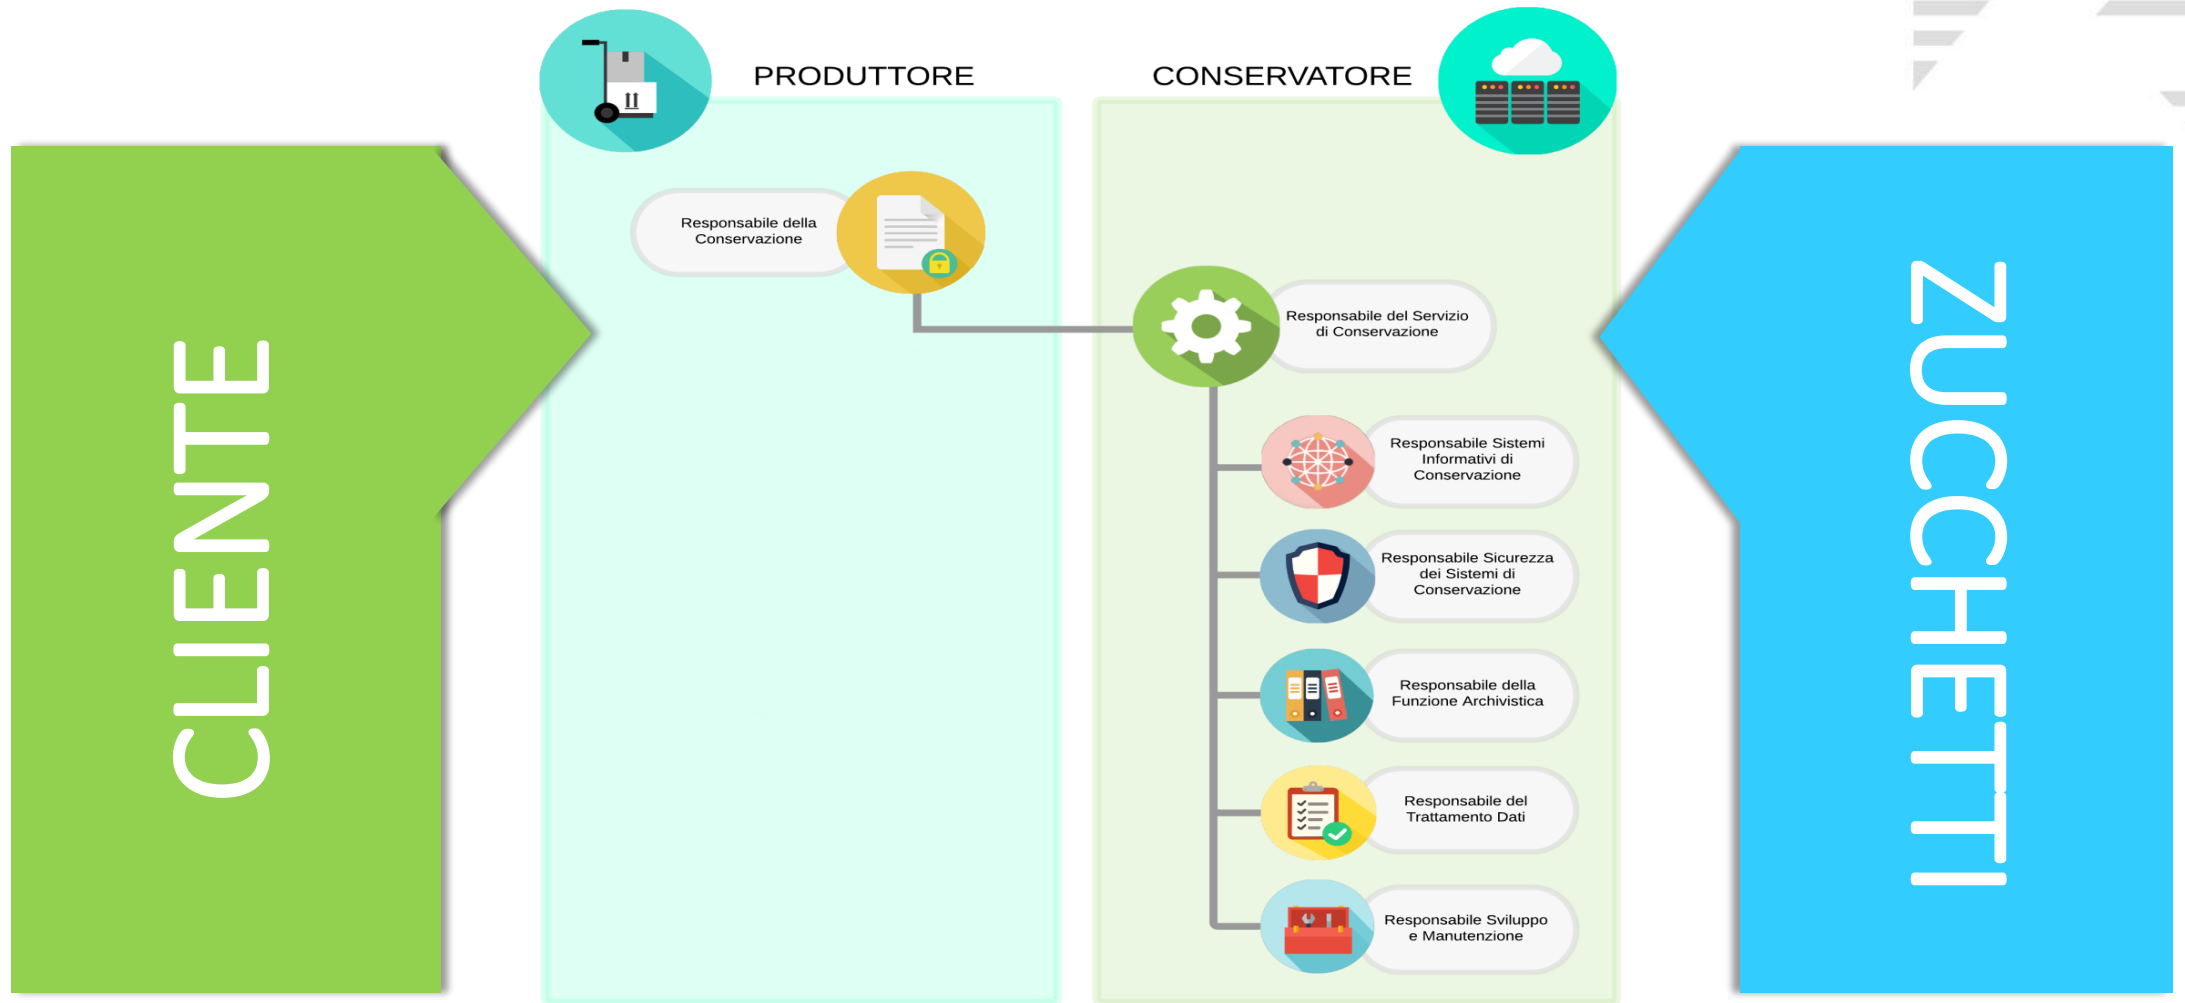 PRODUTTORE
CONSERVATORE
CLIENTE
Responsabile della
Conservazione
Responsabile del Servizio
di Conservazione
Responsabile Sistemi
Informativi di
Conservazione
Responsabile Sicurezza
dei Sistemi di
Conservazione
Responsabile della
Funzione Archivistica
Responsabile del
Trattamento Dati
Responsabile Sviluppo
e Manutenzione
ZUCCHETTI